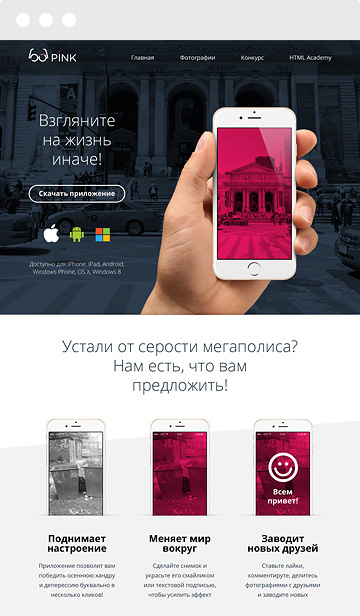 PINK
Главная Фотографии Конкурс HTML Academy
Взгляните
на жизнь
иначе!
Скачать приложение
Доступно для iPhone, iPad, Android,
Windows Phone, OS X, Windows 8
Устали от серости мегаполиса?
Нам есть, что вам
предложить!
Всем
привет!
Поднимает
настроение
Приложение позволит вам
победить осеннюю хандру
и депрессию буквально в
несколько кликов!
Меняет мир
вокруг
Сделайте снимок и
украсьте его смайликом
или текстовой подписью,
чтобы усилить эффект
Заводит
новых друзей
Ставьте лайки,
комментируте, делитесь
фотографиями с друзьями
и заводите новых